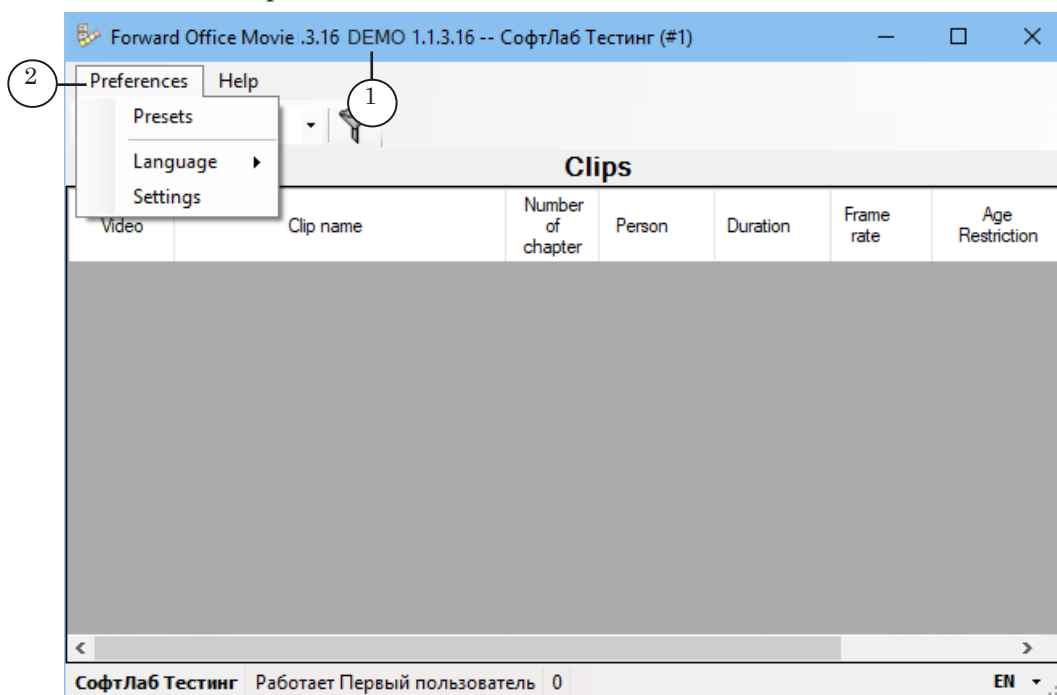 Forward Office Movie .3.16 DEMO 1.1.3.16 -- СофтЛаб Тестинг (#1)
2
Preferences Help
1
Presets
Language
Settings
Clips
Video
Clip name
Number of chapter
Person
Duration
Frame rate
Age Restriction
СофтЛаб Тестинг Работает Первый пользователь 0 EN